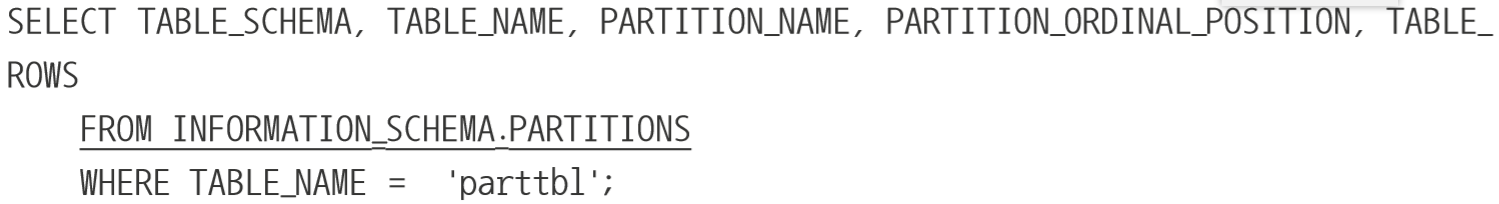 SELECT TABLE_SCHEMA, TABLE_NAME, PARTITION_NAME, PARTITION_ORDINAL_POSITION, TABLE_
ROWS
FROM INFORMATION_SCHEMA.PARTITIONS
WHERE TABLE_NAME =  'parttbl';